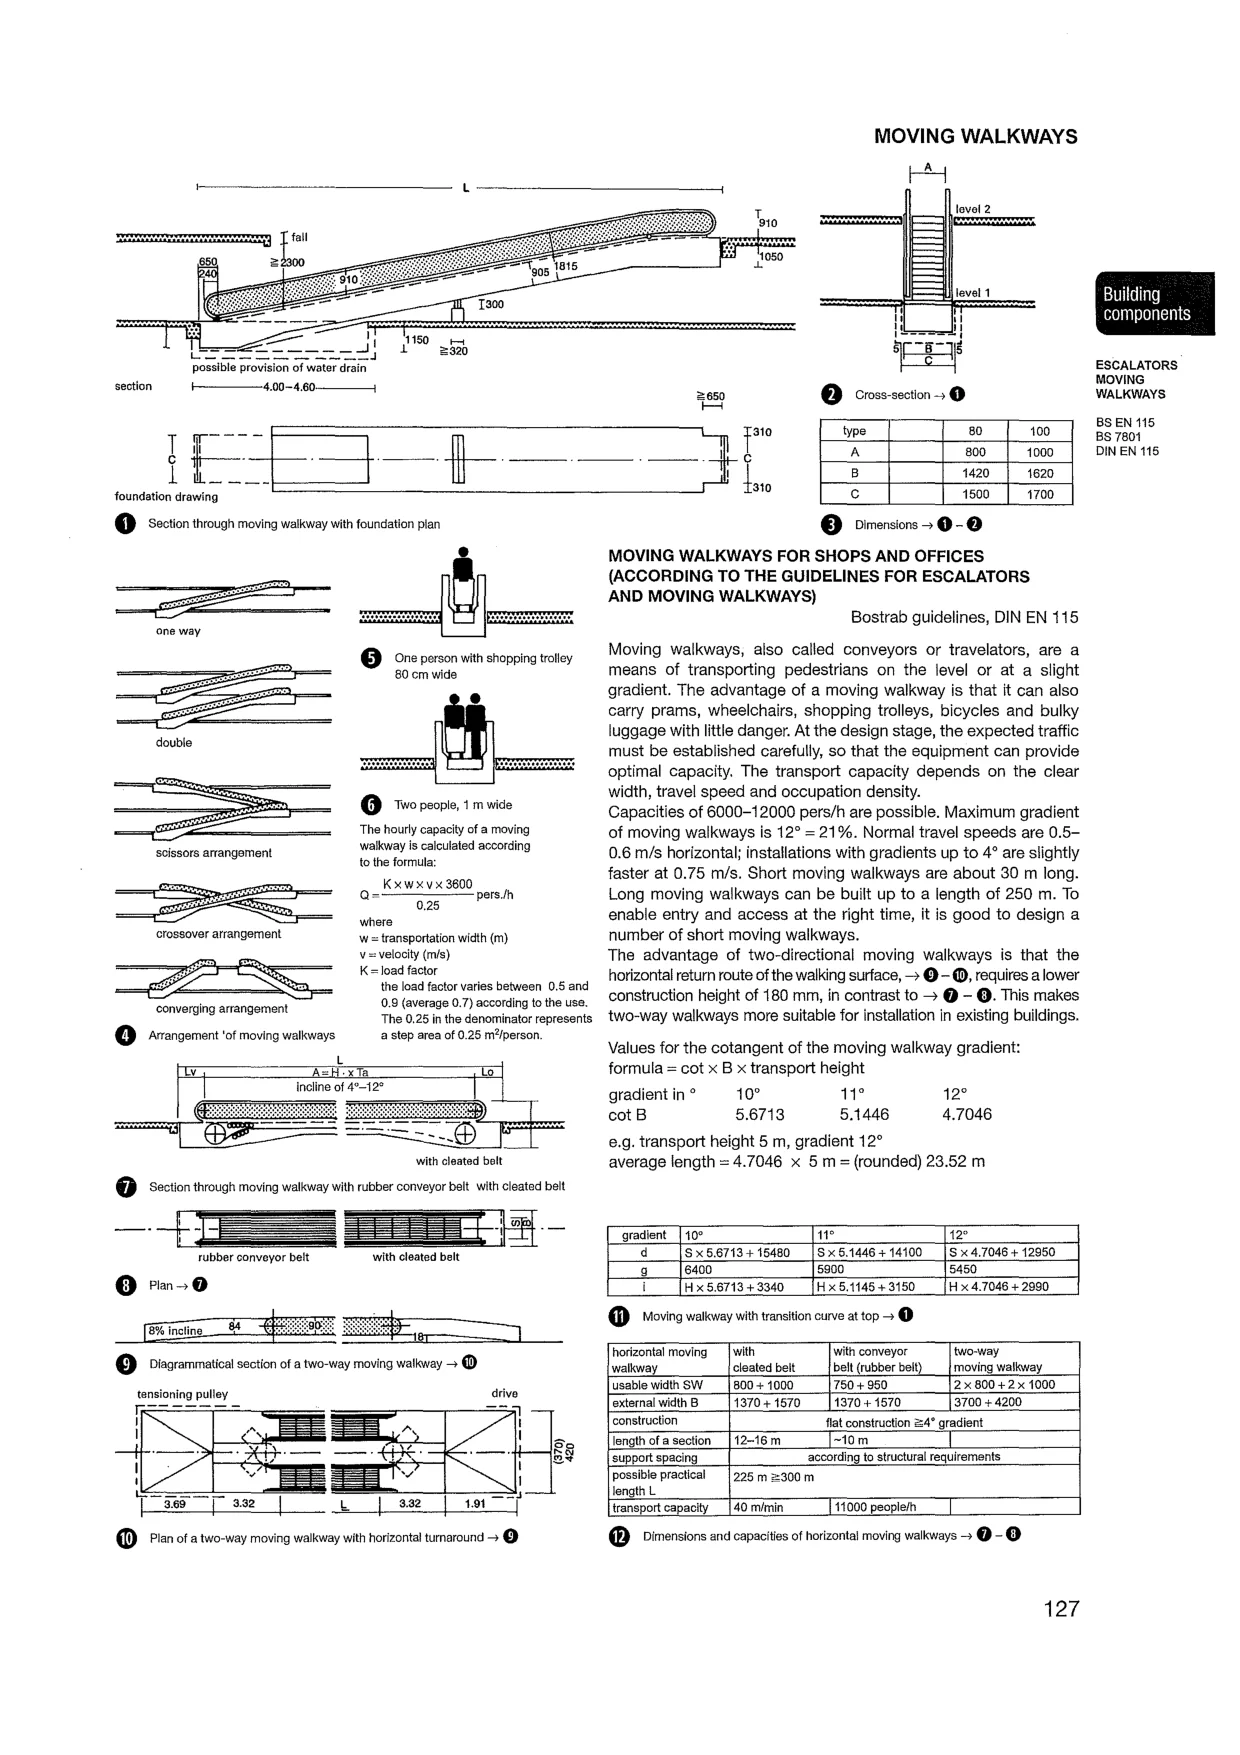 MOVING WALKWAYS
L
fall
650
240
≧2300
910
905
1815
300
910
1050
1150
≧320
possible provision of water drain
section
4.00–4.60
≧650
310
C
C
310
foundation drawing
1 Section through moving walkway with foundation plan
A
level 2
level 1
5 B 5
C
2 Cross-section → 1
type 80 100
A 800 1000
B 1420 1620
C 1500 1700
3 Dimensions → 1 – 2
Building
components
ESCALATORS
MOVING
WALKWAYS
BS EN 115
BS 7801
DIN EN 115
one way
double
scissors arrangement
crossover arrangement
converging arrangement
4 Arrangement 'of moving walkways
5 One person with shopping trolley
80 cm wide
6 Two people, 1 m wide
The hourly capacity of a moving
walkway is calculated according
to the formula:
K x w x v x 3600
Q = pers./h
0.25
where
w = transportation width (m)
v = velocity (m/s)
K = load factor
the load factor varies between 0.5 and
0.9 (average 0.7) according to the use.
The 0.25 in the denominator represents
a step area of 0.25 m²/person.
L
Lv A = H · x Ta Lo
incline of 4°–12°
with cleated belt
7 Section through moving walkway with rubber conveyor belt with cleated belt
S B
rubber conveyor belt with cleated belt
8 Plan → 7
8% incline 84 90 18
9 Diagrammatical section of a two-way moving walkway → 10
tensioning pulley drive
(370)
420
3.69 3.32 L 3.32 1.91
10 Plan of a two-way moving walkway with horizontal turnaround → 9
MOVING WALKWAYS FOR SHOPS AND OFFICES
(ACCORDING TO THE GUIDELINES FOR ESCALATORS
AND MOVING WALKWAYS)
Bostrab guidelines, DIN EN 115
Moving walkways, also called conveyors or travelators, are a
means of transporting pedestrians on the level or at a slight
gradient. The advantage of a moving walkway is that it can also
carry prams, wheelchairs, shopping trolleys, bicycles and bulky
luggage with little danger. At the design stage, the expected traffic
must be established carefully, so that the equipment can provide
optimal capacity. The transport capacity depends on the clear
width, travel speed and occupation density.
Capacities of 6000–12000 pers/h are possible. Maximum gradient
of moving walkways is 12° = 21%. Normal travel speeds are 0.5–
0.6 m/s horizontal; installations with gradients up to 4° are slightly
faster at 0.75 m/s. Short moving walkways are about 30 m long.
Long moving walkways can be built up to a length of 250 m. To
enable entry and access at the right time, it is good to design a
number of short moving walkways.
The advantage of two-directional moving walkways is that the
horizontal return route of the walking surface, → 9 – 10, requires a lower
construction height of 180 mm, in contrast to → 7 – 8. This makes
two-way walkways more suitable for installation in existing buildings.
Values for the cotangent of the moving walkway gradient:
formula = cot x B x transport height
gradient in ° 10° 11° 12°
cot B 5.6713 5.1446 4.7046
e.g. transport height 5 m, gradient 12°
average length = 4.7046 x 5 m = (rounded) 23.52 m
gradient 10° 11° 12°
d S x 5.6713 + 15480 S x 5.1446 + 14100 S x 4.7046 + 12950
g 6400 5900 5450
i H x 5.6713 + 3340 H x 5.1145 + 3150 H x 4.7046 + 2990
11 Moving walkway with transition curve at top → 1
horizontal moving with with conveyor two-way
walkway cleated belt belt (rubber belt) moving walkway
usable width SW 800 + 1000 750 + 950 2 x 800 + 2 x 1000
external width B 1370 + 1570 1370 + 1570 3700 + 4200
construction flat construction ≧4° gradient
length of a section 12–16 m ~10 m
support spacing according to structural requirements
possible practical 225 m ≧300 m
length L
transport capacity 40 m/min 11000 people/h
12 Dimensions and capacities of horizontal moving walkways → 7 – 8
127